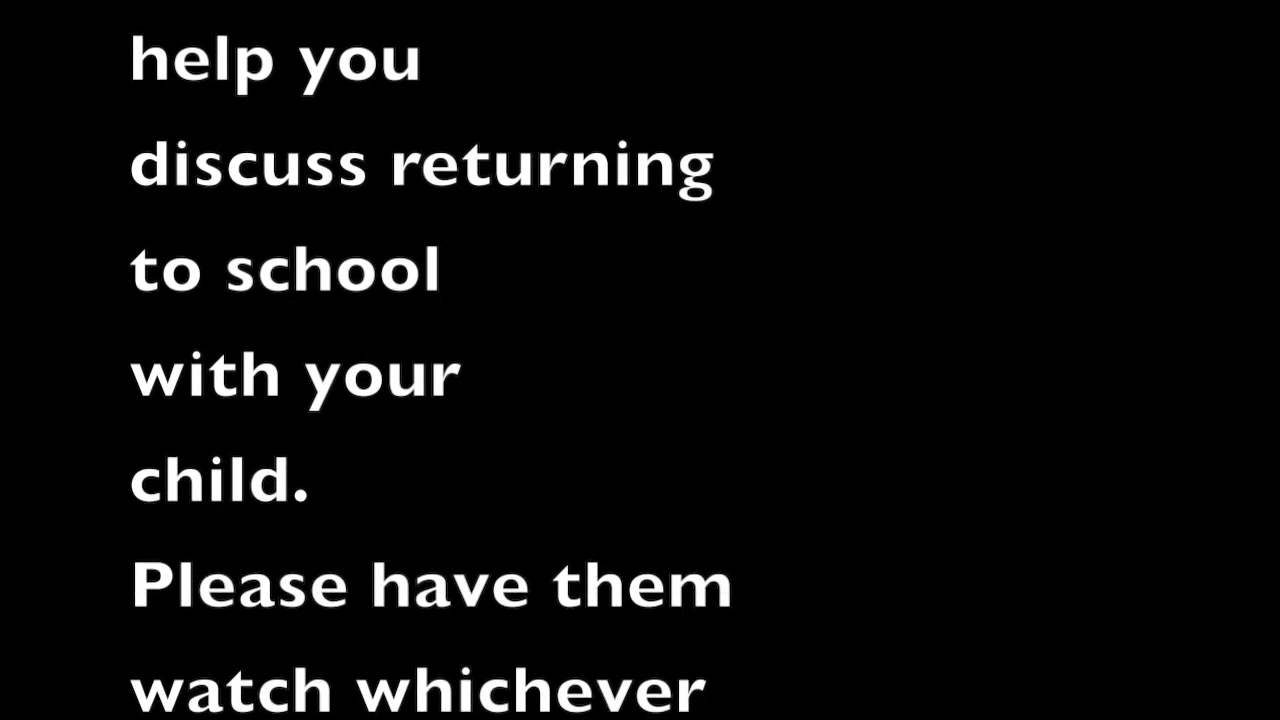 help you
discuss returning
to school
with your
child.
Please have them
watch whichever